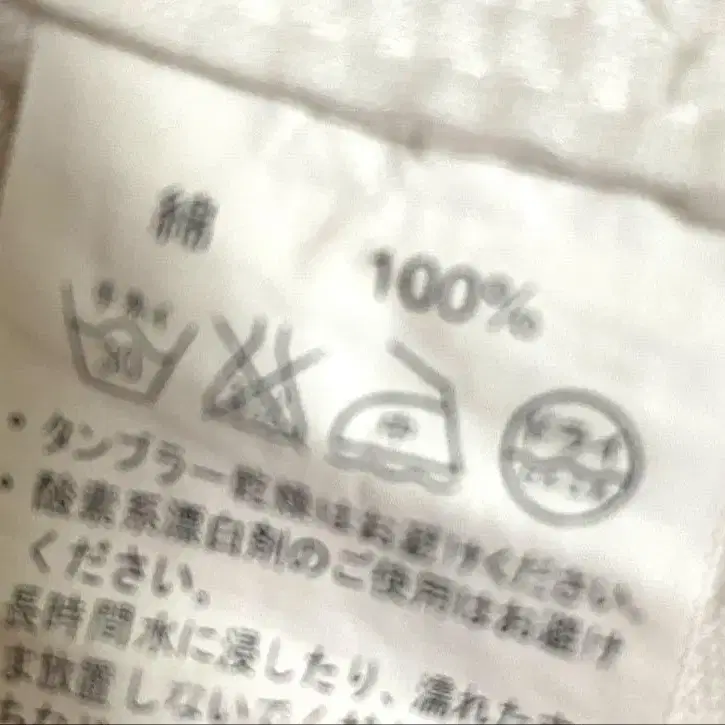 綿
100%
30
中
ドライ
・タンブラー乾燥はお避けください。
・酸素系漂白剤のご使用はお避け
ください。
長時間水に浸したり、濡れたま
ま放置しないでく